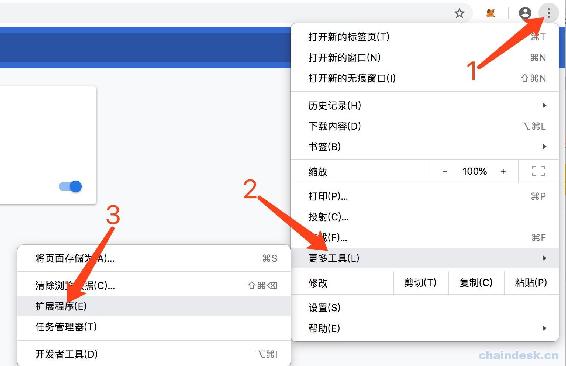 1
打开新的标签页(T) ⌘T
打开新的窗口(N) ⌘N
打开新的无痕窗口(I) ⇧⌘N
历史记录(H)
下载内容(D) ⌥⌘L
书签(B)
缩放 - 100% +
打印(P)... ⌘P
投射(C)...
(F)... ⌘F
更多工具(L)
修改 剪切(T) 复制(C) 粘贴(P)
设置(S)
帮助(E)
2
3
将页面存储为(A)... ⌘S
清除浏览数据(C)... ⇧⌘⌫
扩展程序(E)
任务管理器(T)
开发者工具(D) ⌥⌘I
chaindesk.cn